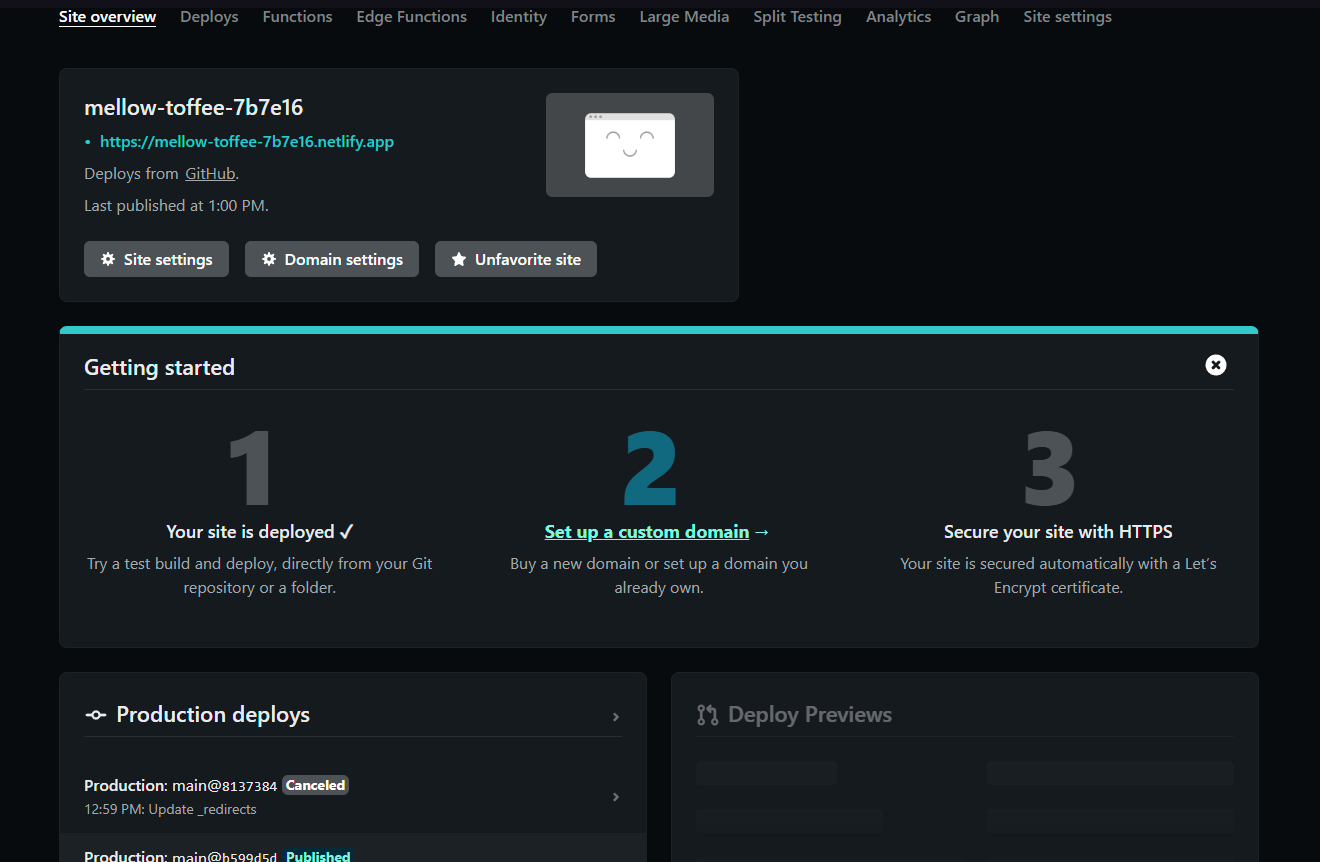 Site overview Deploys Functions Edge Functions Identity Forms Large Media Split Testing Analytics Graph Site settings
mellow-toffee-7b7e16
• https://mellow-toffee-7b7e16.netlify.app
Deploys from GitHub.
Last published at 1:00 PM.
Site settings Domain settings Unfavorite site
Getting started
1 2 3
Your site is deployed ✓ Set up a custom domain → Secure your site with HTTPS
Try a test build and deploy, directly from your Git Buy a new domain or set up a domain you Your site is secured automatically with a Let’s
repository or a folder. already own. Encrypt certificate.
Production deploys › Deploy Previews
Production: main@8137384 Canceled
12:59 PM: Update _redirects
Production: main@b599d5d Published